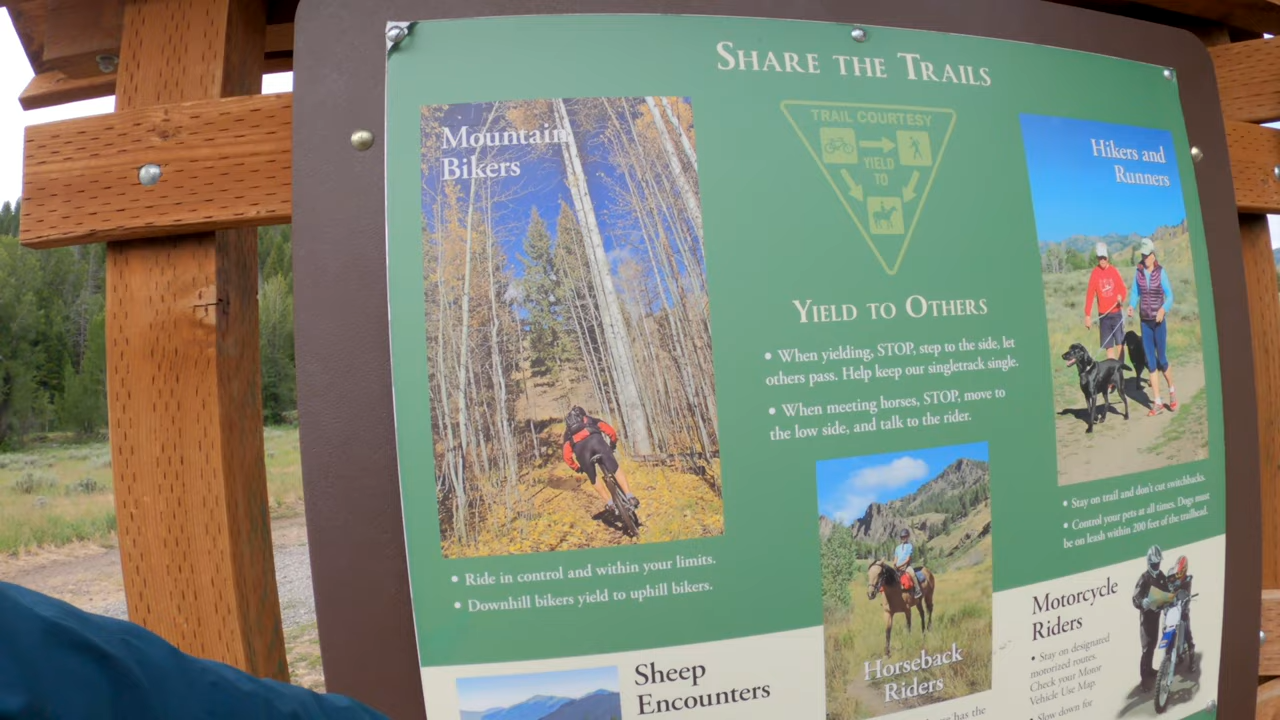 SHARE THE TRAILS
Mountain
Bikers
TRAIL COURTESY
YIELD
TO
Hikers and
Runners
YIELD TO OTHERS
• When yielding, STOP, step to the side, let
others pass. Help keep our singletrack single.
• When meeting horses, STOP, move to
the low side, and talk to the rider.
• Stay on trail and don't cut switchbacks.
• Control your pets at all times. Dogs must
be on leash within 200 feet of the trailhead.
• Ride in control and within your limits.
• Downhill bikers yield to uphill bikers.
Sheep
Encounters
Horseback
Riders
has the
Motorcycle
Riders
• Stay on designated
motorized routes.
Check your Motor
Vehicle Use Map.
• Slow down for